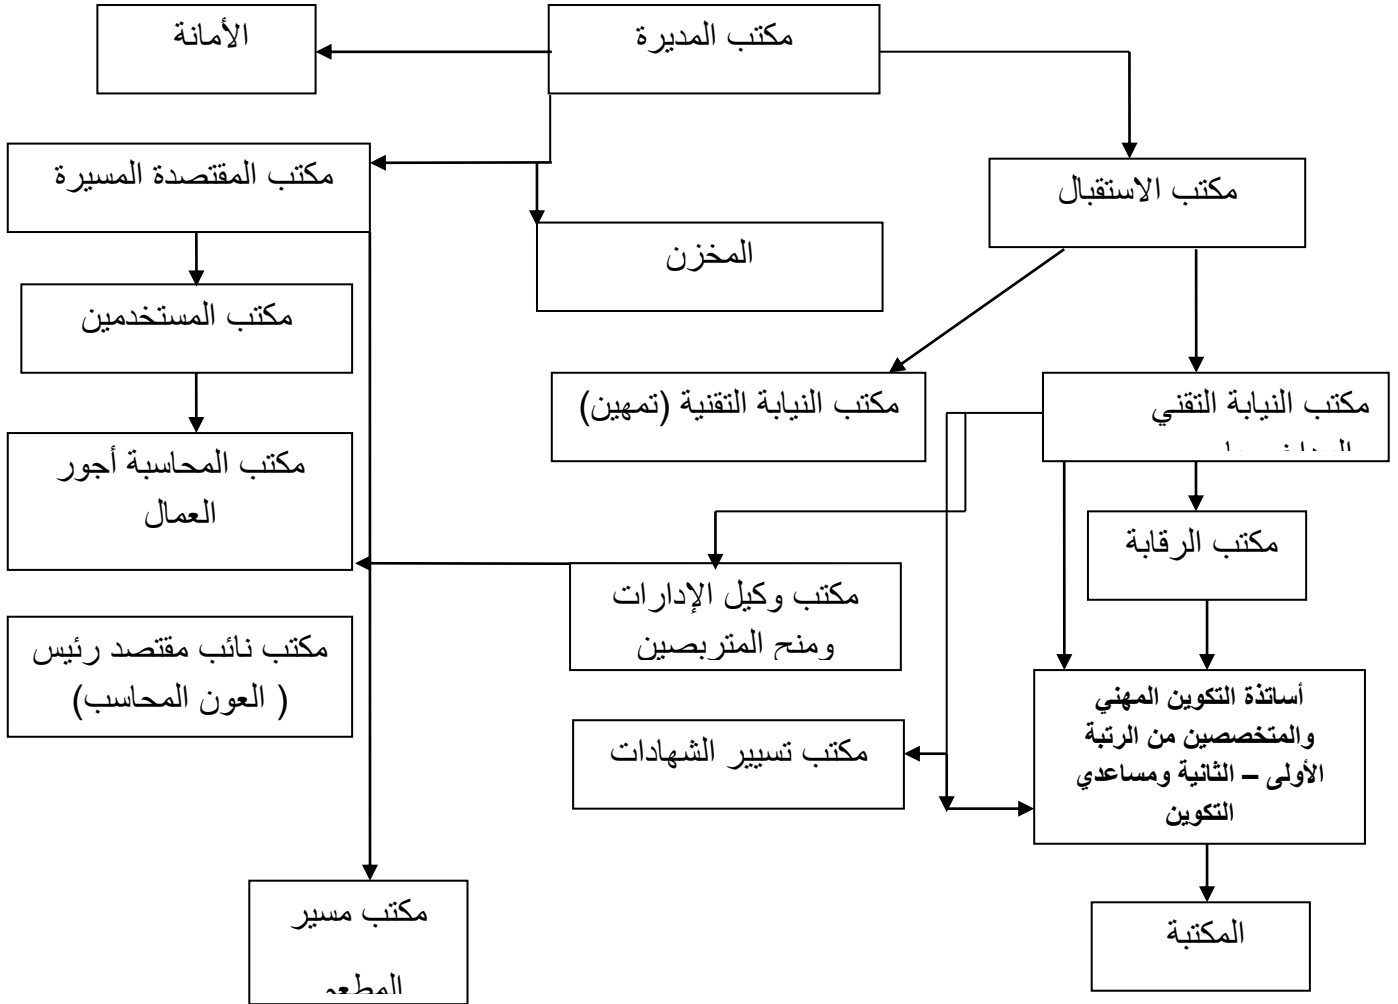 مكتب المديرة
الأمانة
مكتب الاستقبال
مكتب المقتصدة المسيرة
المخزن
مكتب المستخدمين
مكتب النيابة التقني
مكتب النيابة التقنية (تمهين)
مكتب المحاسبة أجور
العمال
مكتب الرقابة
مكتب وكيل الإدارات
ومنح المتربصين
مكتب نائب مقتصد رئيس
( العون المحاسب)
أساتذة التكوين المهني
والمتخصصين من الرتبة
الأولى – الثانية ومساعدي
التكوين
مكتب تسيير الشهادات
مكتب مسير
المطعم
المكتبة